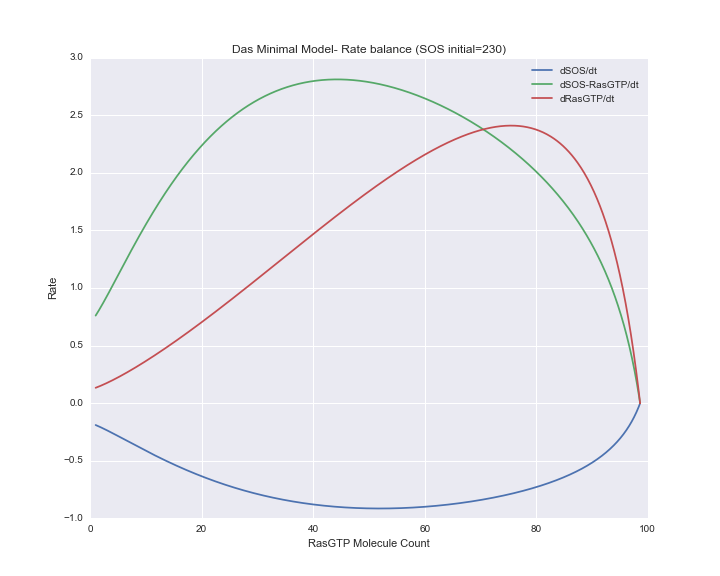 Das Minimal Model- Rate balance (SOS initial=230)
dSOS/dt
dSOS-RasGTP/dt
dRasGTP/dt
3.0
2.5
2.0
1.5
1.0
0.5
0.0
−0.5
−1.0
Rate
0 20 40 60 80 100
RasGTP Molecule Count